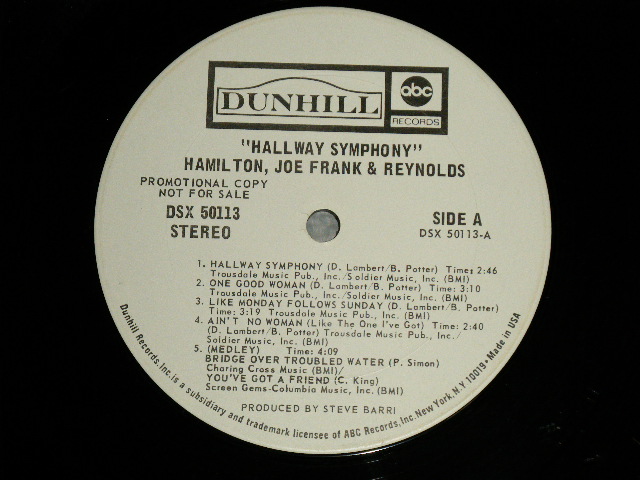 DUNHILL
abc
RECORDS
"HALLWAY SYMPHONY"
HAMILTON, JOE FRANK & REYNOLDS
PROMOTIONAL COPY
NOT FOR SALE
DSX 50113
STEREO
SIDE A
DSX 50113-A
1. HALLWAY SYMPHONY (D. Lambert/B. Potter) Time: 2:46
Trousdale Music Pub., Inc./Soldier Music, Inc. (BMI)
2. ONE GOOD WOMAN (D. Lambert/B. Potter) Time: 3:10
Trousdale Music Pub., Inc./Soldier Music, Inc. (BMI)
3. LIKE MONDAY FOLLOWS SUNDAY (D. Lambert/B. Potter)
Time: 3:19 Trousdale Music Pub., Inc./Soldier Music, Inc. (BMI)
4. AIN'T NO WOMAN (Like The One I've Got) Time: 2:40
(D. Lambert/B. Potter) Trousdale Music Pub., Inc./
Soldier Music, Inc. (BMI)
5. (MEDLEY) Time: 4:09
BRIDGE OVER TROUBLED WATER (P. Simon)
Charing Cross Music (BMI)/
YOU'VE GOT A FRIEND (C. King)
Screen Gems-Columbia Music, Inc. (BMI)
PRODUCED BY STEVE BARRI
Dunhill Records, Inc. is a subsidiary and trademark licensee of ABC Records, Inc. New York, N.Y. 10019 • Made in USA